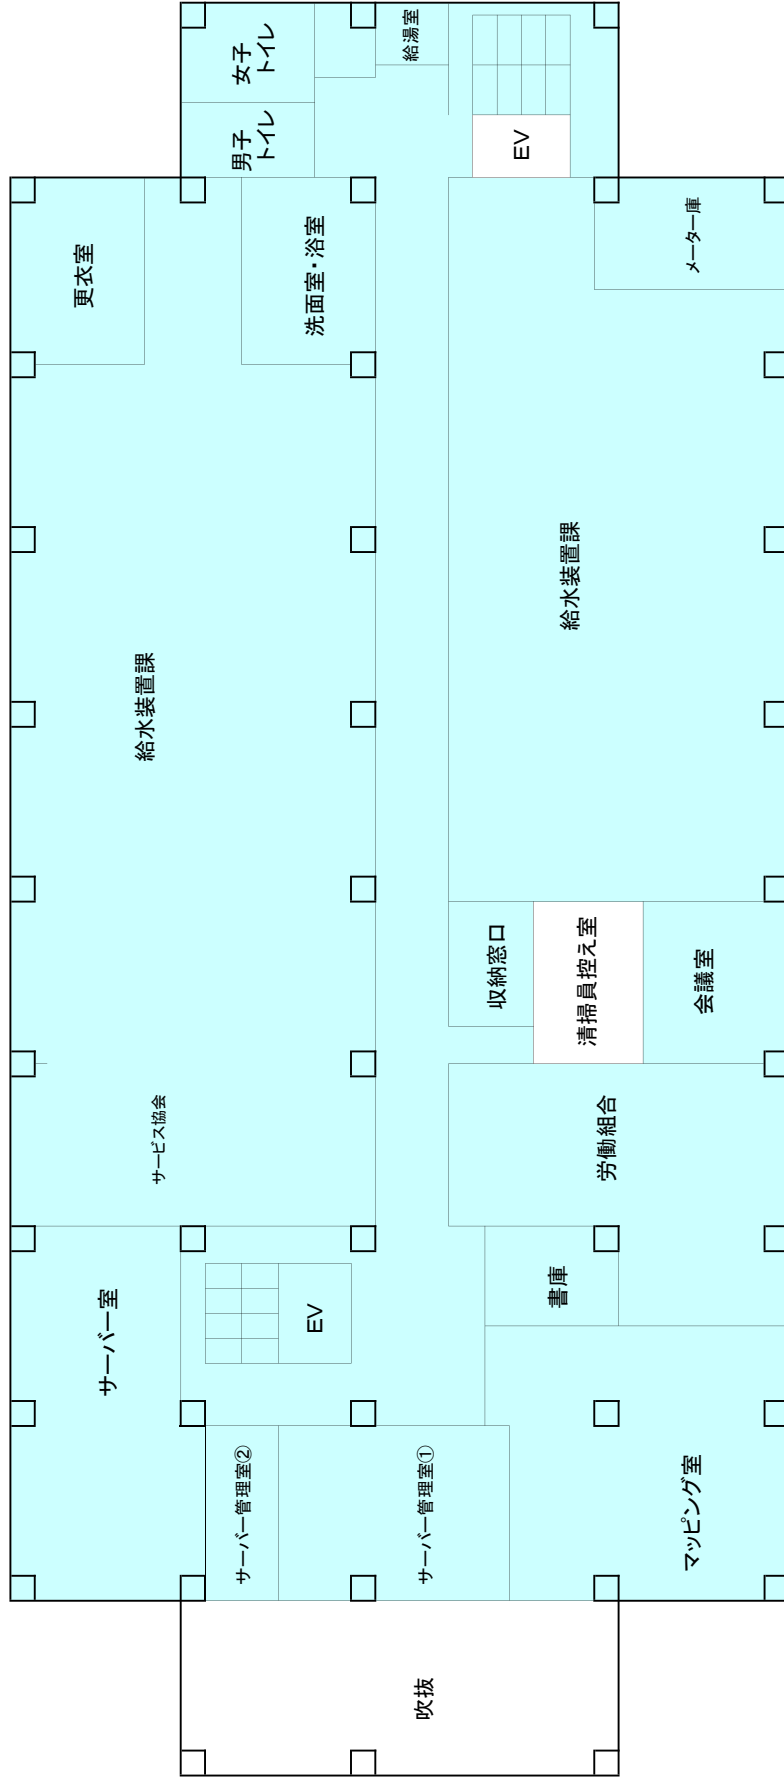 女子
トイレ
男子
トイレ
給湯室
EV
更衣室
洗面室・浴室
メーター庫
給水装置課
給水装置課
収納窓口
清掃員控え室
会議室
サービス協会
労働組合
サーバー室
EV
書庫
サーバー管理室②
サーバー管理室①
マッピング室
吹抜